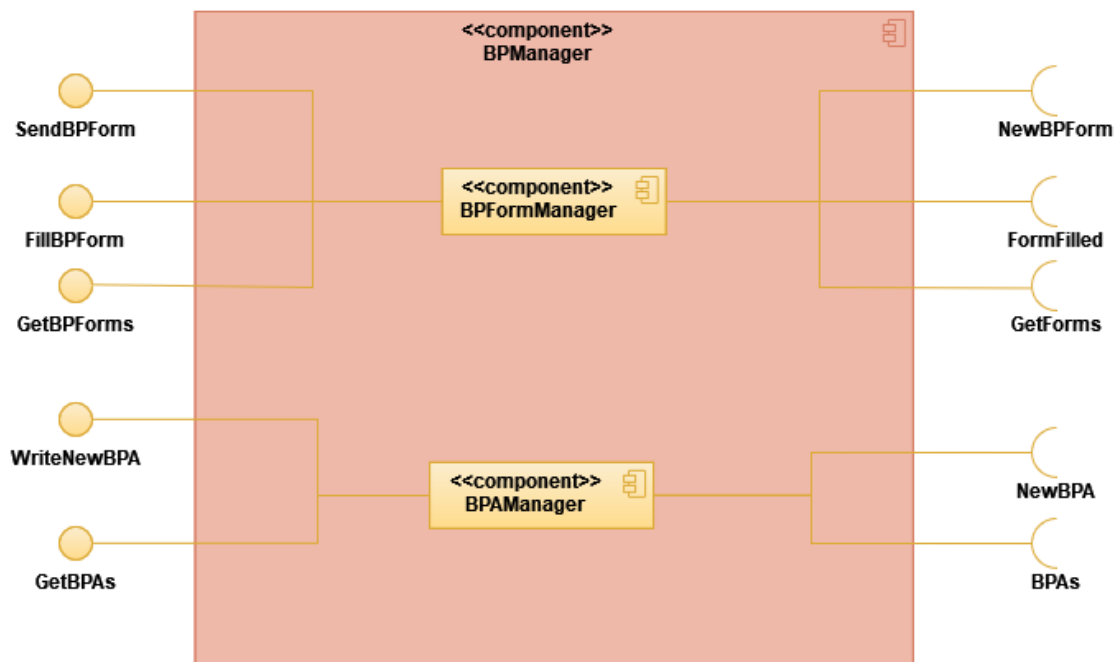 <<component>>
BPManager
SendBPForm
NewBPForm
<<component>>
BPFormManager
FillBPForm
FormFilled
GetBPForms
GetForms
WriteNewBPA
<<component>>
BPAManager
NewBPA
GetBPAs
BPAs